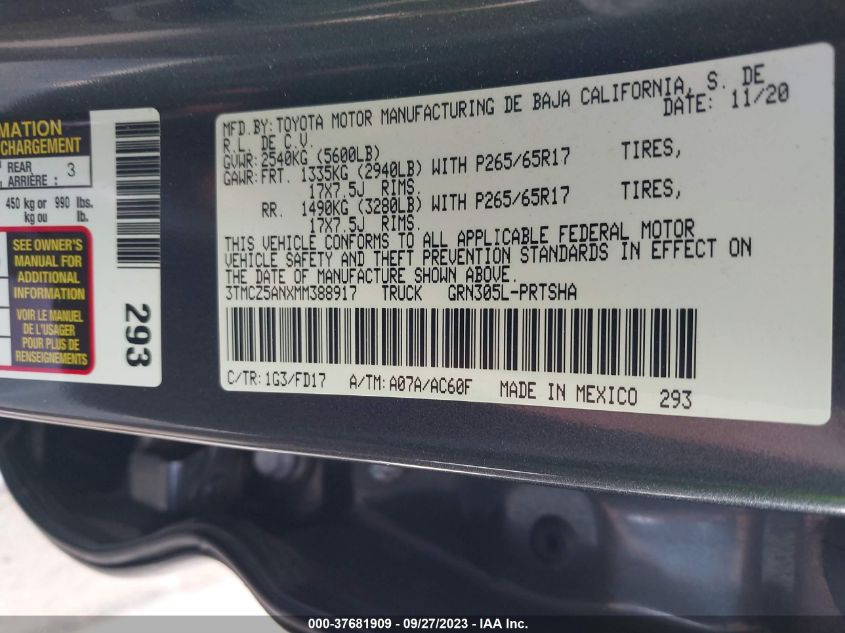 MATION
CHARGEMENT
REAR
ARRIÈRE : 3
450 kg or 990 lbs.
kg ou lb.
SEE OWNER'S
MANUAL FOR
ADDITIONAL
INFORMATION
VOIR LE MANUEL
DE L'USAGER
POUR PLUS DE
RENSEIGNEMENTS
293
MFD.BY:TOYOTA MOTOR MANUFACTURING DE BAJA CALIFORNIA, S. DE
R.L. DE C.V. DATE: 11/20
GVWR:2540KG (5600LB)
GAWR:FRT. 1335KG (2940LB) WITH P265/65R17 TIRES,
17X7.5J RIMS.
RR. 1490KG (3280LB) WITH P265/65R17 TIRES,
17X7.5J RIMS.
THIS VEHICLE CONFORMS TO ALL APPLICABLE FEDERAL MOTOR
VEHICLE SAFETY AND THEFT PREVENTION STANDARDS IN EFFECT ON
THE DATE OF MANUFACTURE SHOWN ABOVE.
3TMCZ5ANXMM388917 TRUCK GRN305L-PRTSHA
C/TR:1G3/FD17 A/TM:A07A/AC60F MADE IN MEXICO 293
000-37681909 / 09/27/2023 / IAAI.com